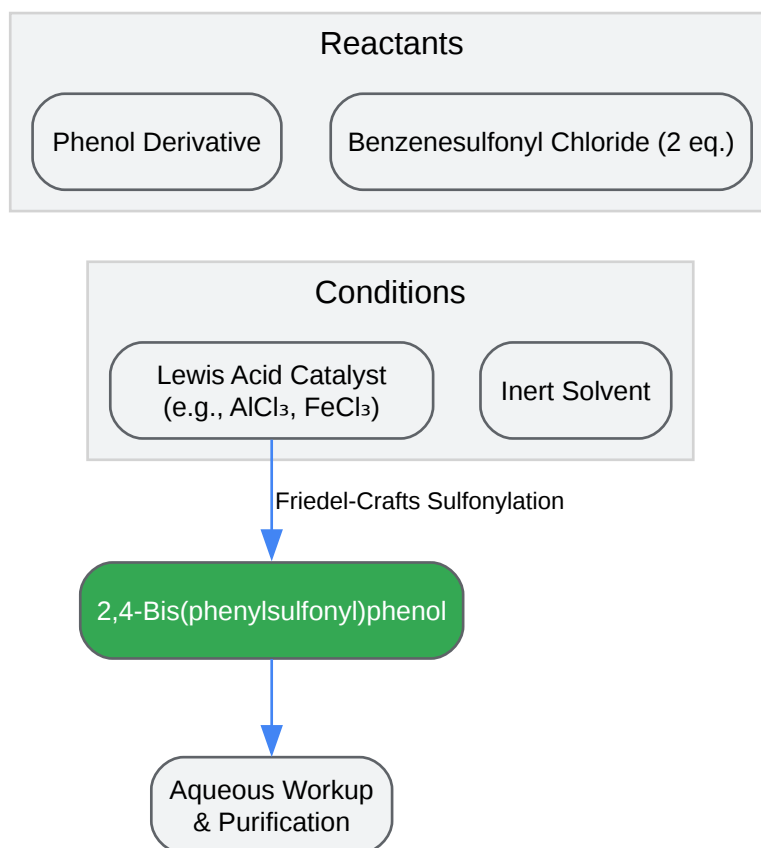 Reactants
Phenol Derivative
Benzenesulfonyl Chloride (2 eq.)
Conditions
Lewis Acid Catalyst
(e.g., AlCl₃, FeCl₃)
Inert Solvent
Friedel-Crafts Sulfonylation
2,4-Bis(phenylsulfonyl)phenol
Aqueous Workup
& Purification